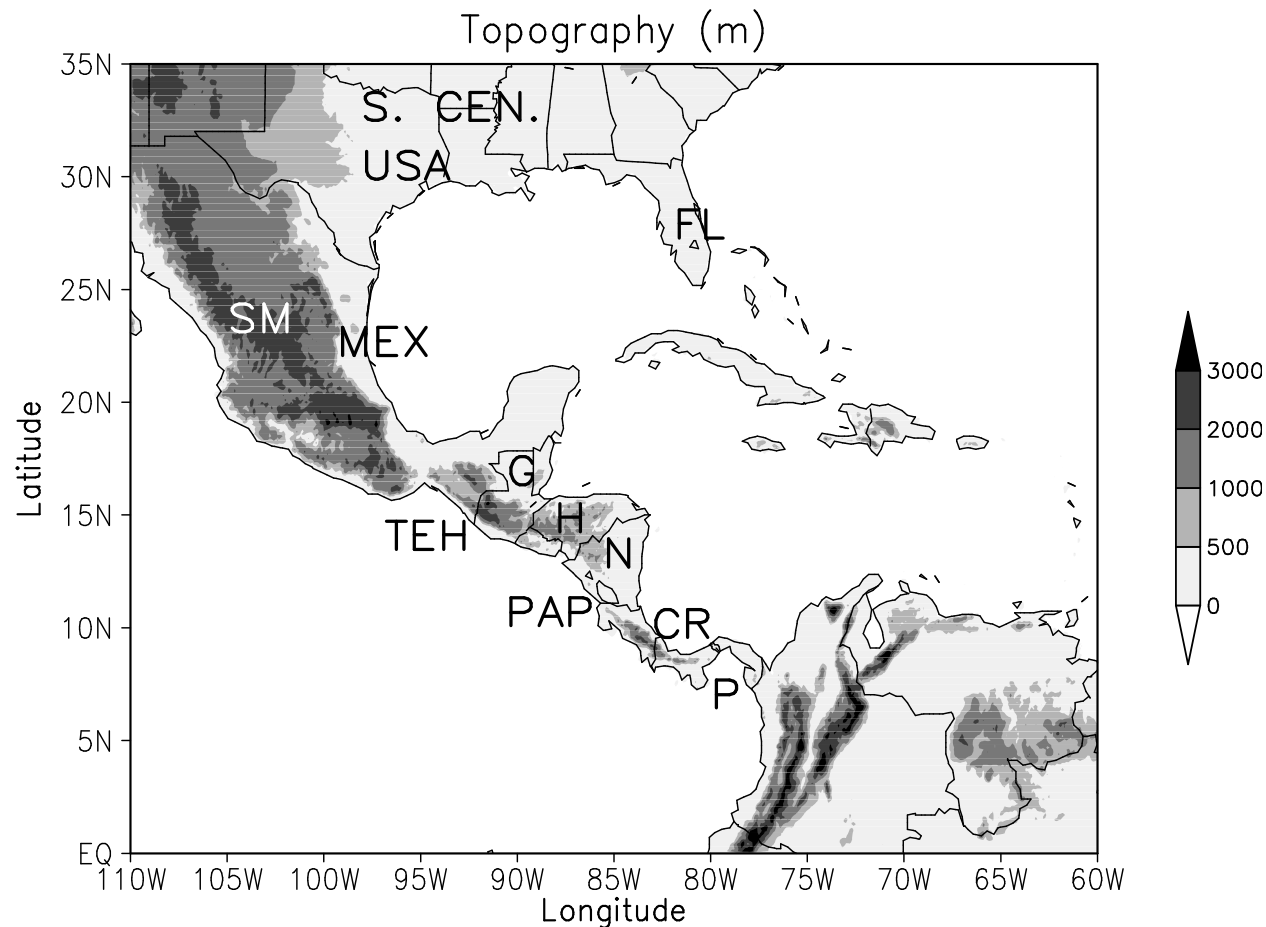 Topography (m)
35N
S. CEN.
USA
30N
FL
25N
SM
MEX
3000
20N
2000
Latitude
G
1000
15N
H
TEH
N
500
PAP
CR
0
10N
P
5N
EQ
110W 105W 100W 95W 90W 85W 80W 75W 70W 65W 60W
Longitude